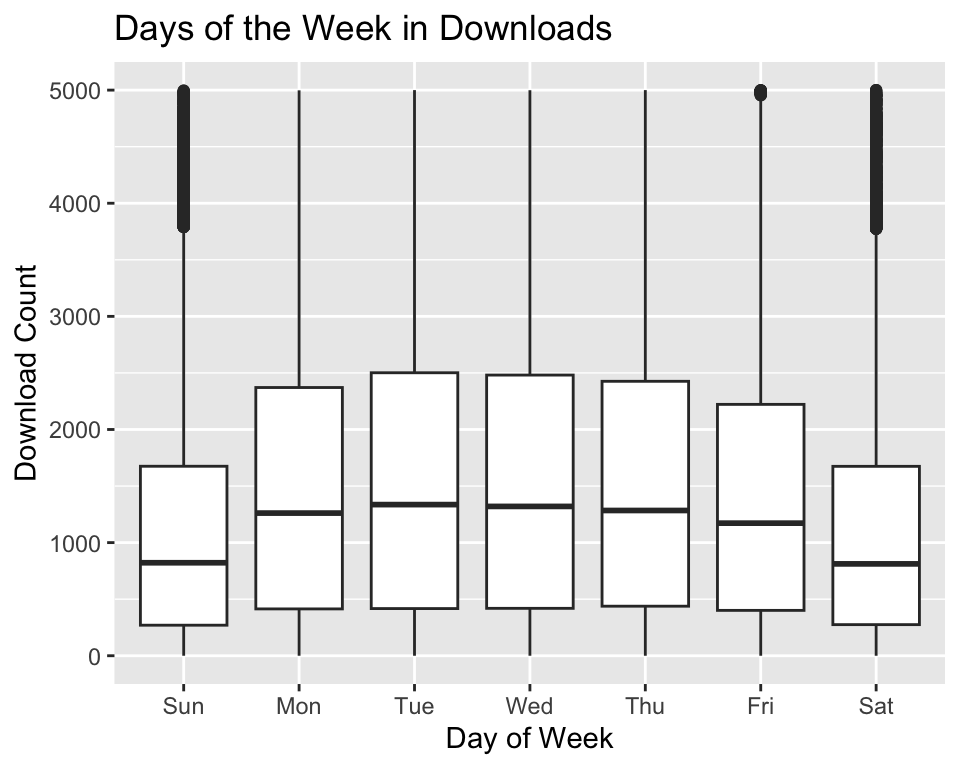 Days of the Week in Downloads
Download Count
5000
4000
3000
2000
1000
0
Sun Mon Tue Wed Thu Fri Sat
Day of Week